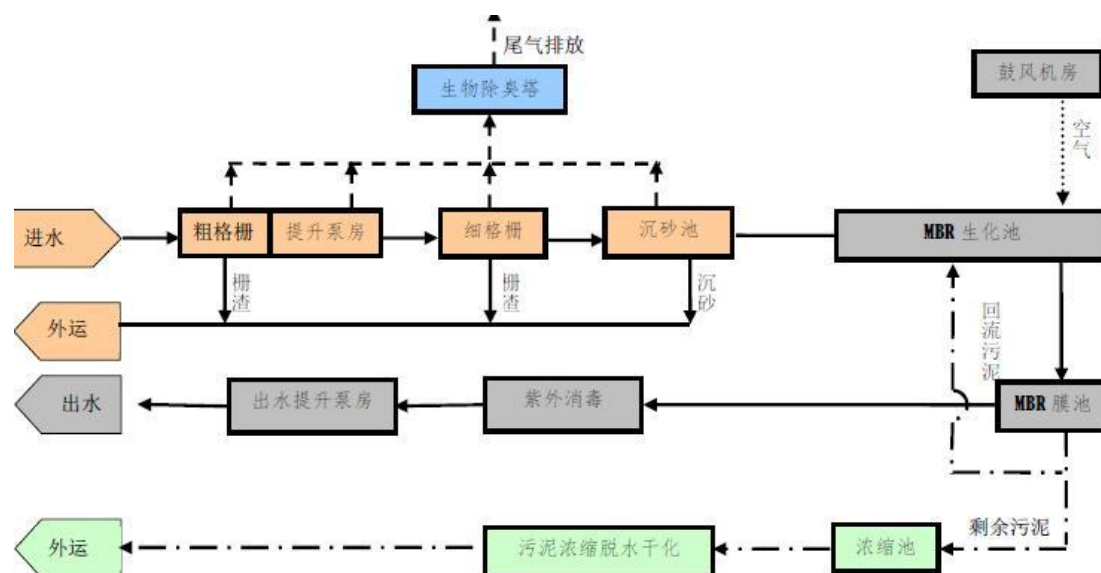 尾气排放
生物除臭塔
鼓风机房
空气
进水
粗格栅
提升泵房
细格栅
沉砂池
MBR 生化池
栅渣
栅渣
沉砂
外运
回流污泥
出水
出水提升泵房
紫外消毒
MBR 膜池
剩余污泥
外运
污泥浓缩脱水干化
浓缩池